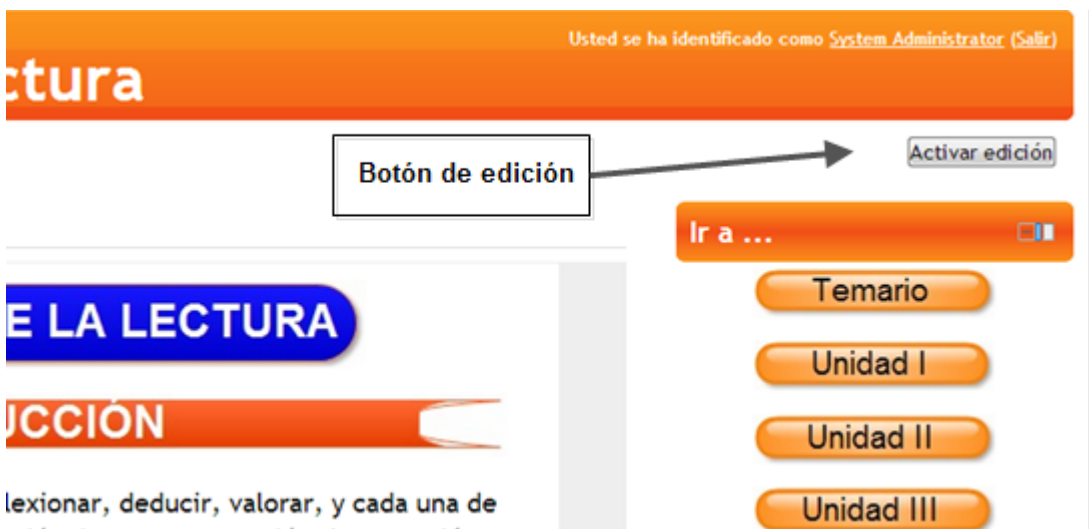 Usted se ha identificado como System Administrator (Salir)
ctura
Activar edición
Botón de edición
Ir a ...
Temario
E LA LECTURA
Unidad I
UCCIÓN
Unidad II
lexionar, deducir, valorar, y cada una de
Unidad III